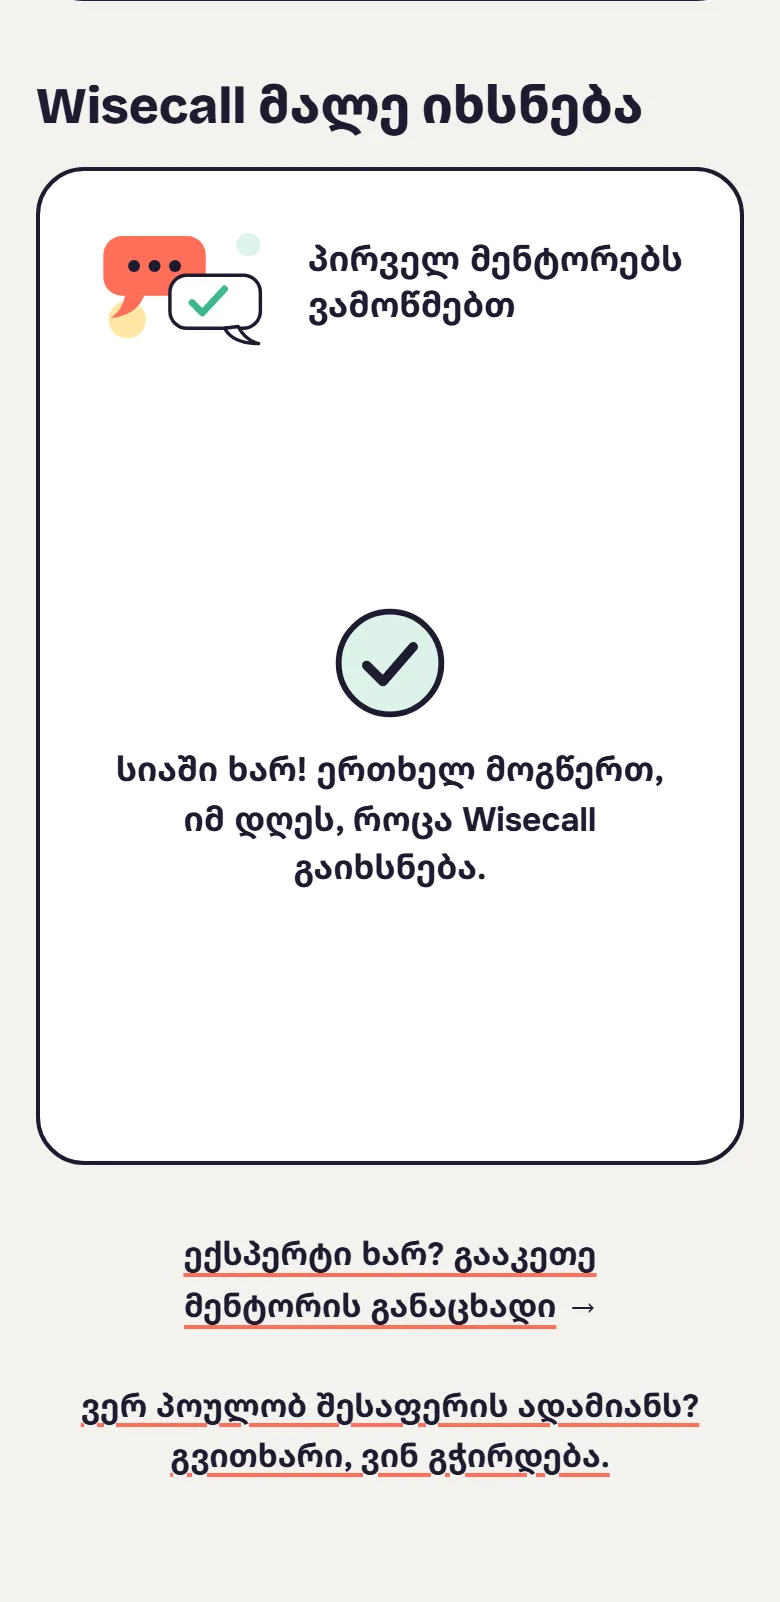 Wisecall მალე იხსნება
პირველ მენტორებს
ვამოწმებთ
სიაში ხარ! ერთხელ მოგწერთ,
იმ დღეს, როცა Wisecall
გაიხსნება.
ექსპერტი ხარ? გააკეთე
მენტორის განაცხადი →
ვერ პოულობ შესაფერის ადამიანს?
გვითხარი, ვინ გჭირდება.